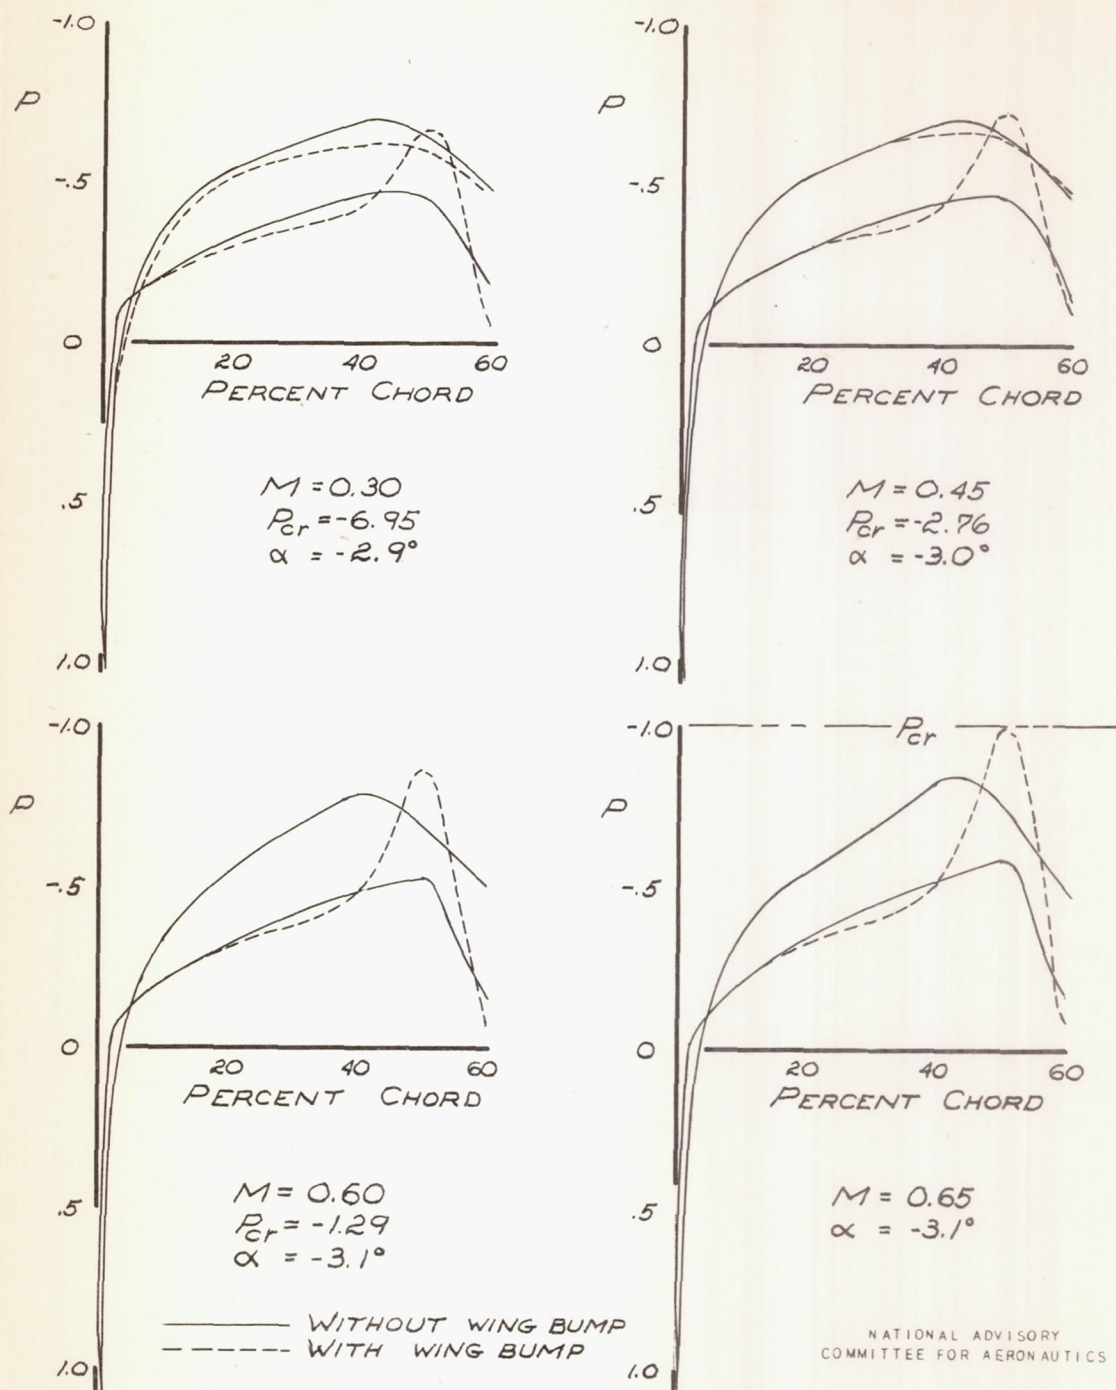 -1.0
P
-.5
0
20 40 60
PERCENT CHORD
.5
M = 0.30
Pcr = -6.95
α = -2.9°
1.0
-1.0
P
-.5
0
20 40 60
PERCENT CHORD
.5
M = 0.45
Pcr = -2.76
α = -3.0°
1.0
-1.0
P
-.5
0
20 40 60
PERCENT CHORD
.5
M = 0.60
Pcr = -1.29
α = -3.1°
1.0
-1.0
Pcr
P
-.5
0
20 40 60
PERCENT CHORD
.5
M = 0.65
α = -3.1°
1.0
WITHOUT WING BUMP
WITH WING BUMP
NATIONAL ADVISORY
COMMITTEE FOR AERONAUTICS